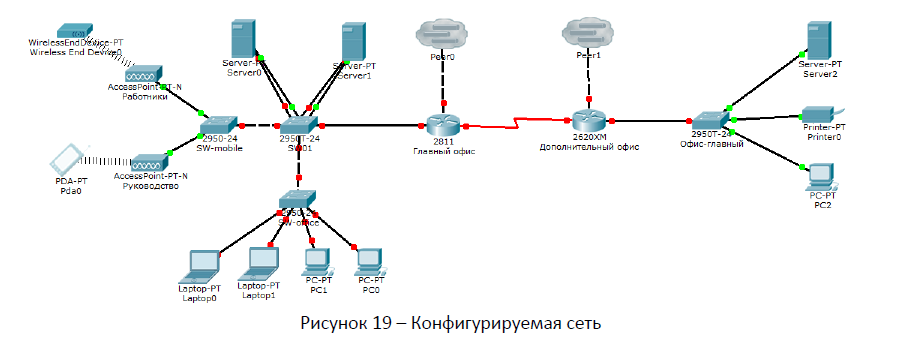 WirelessEndDevice-PT
Wireless End Device0
AccessPoint-PT-N
Работники
Server-PT
Server0
Server-PT
Server1
Peer0
Peer1
Server-PT
Server2
2950-24
SW-mobile
2950T-24
SW01
2811
Главный офис
2620XM
Дополнительный офис
2950T-24
Офис-главный
Printer-PT
Printer0
PDA-PT
Pda0
AccessPoint-PT-N
Руководство
PC-PT
PC2
2950-24
SW-office
Laptop-PT
Laptop0
Laptop-PT
Laptop1
PC-PT
PC1
PC-PT
PC0
Рисунок 19 – Конфигурируемая сеть